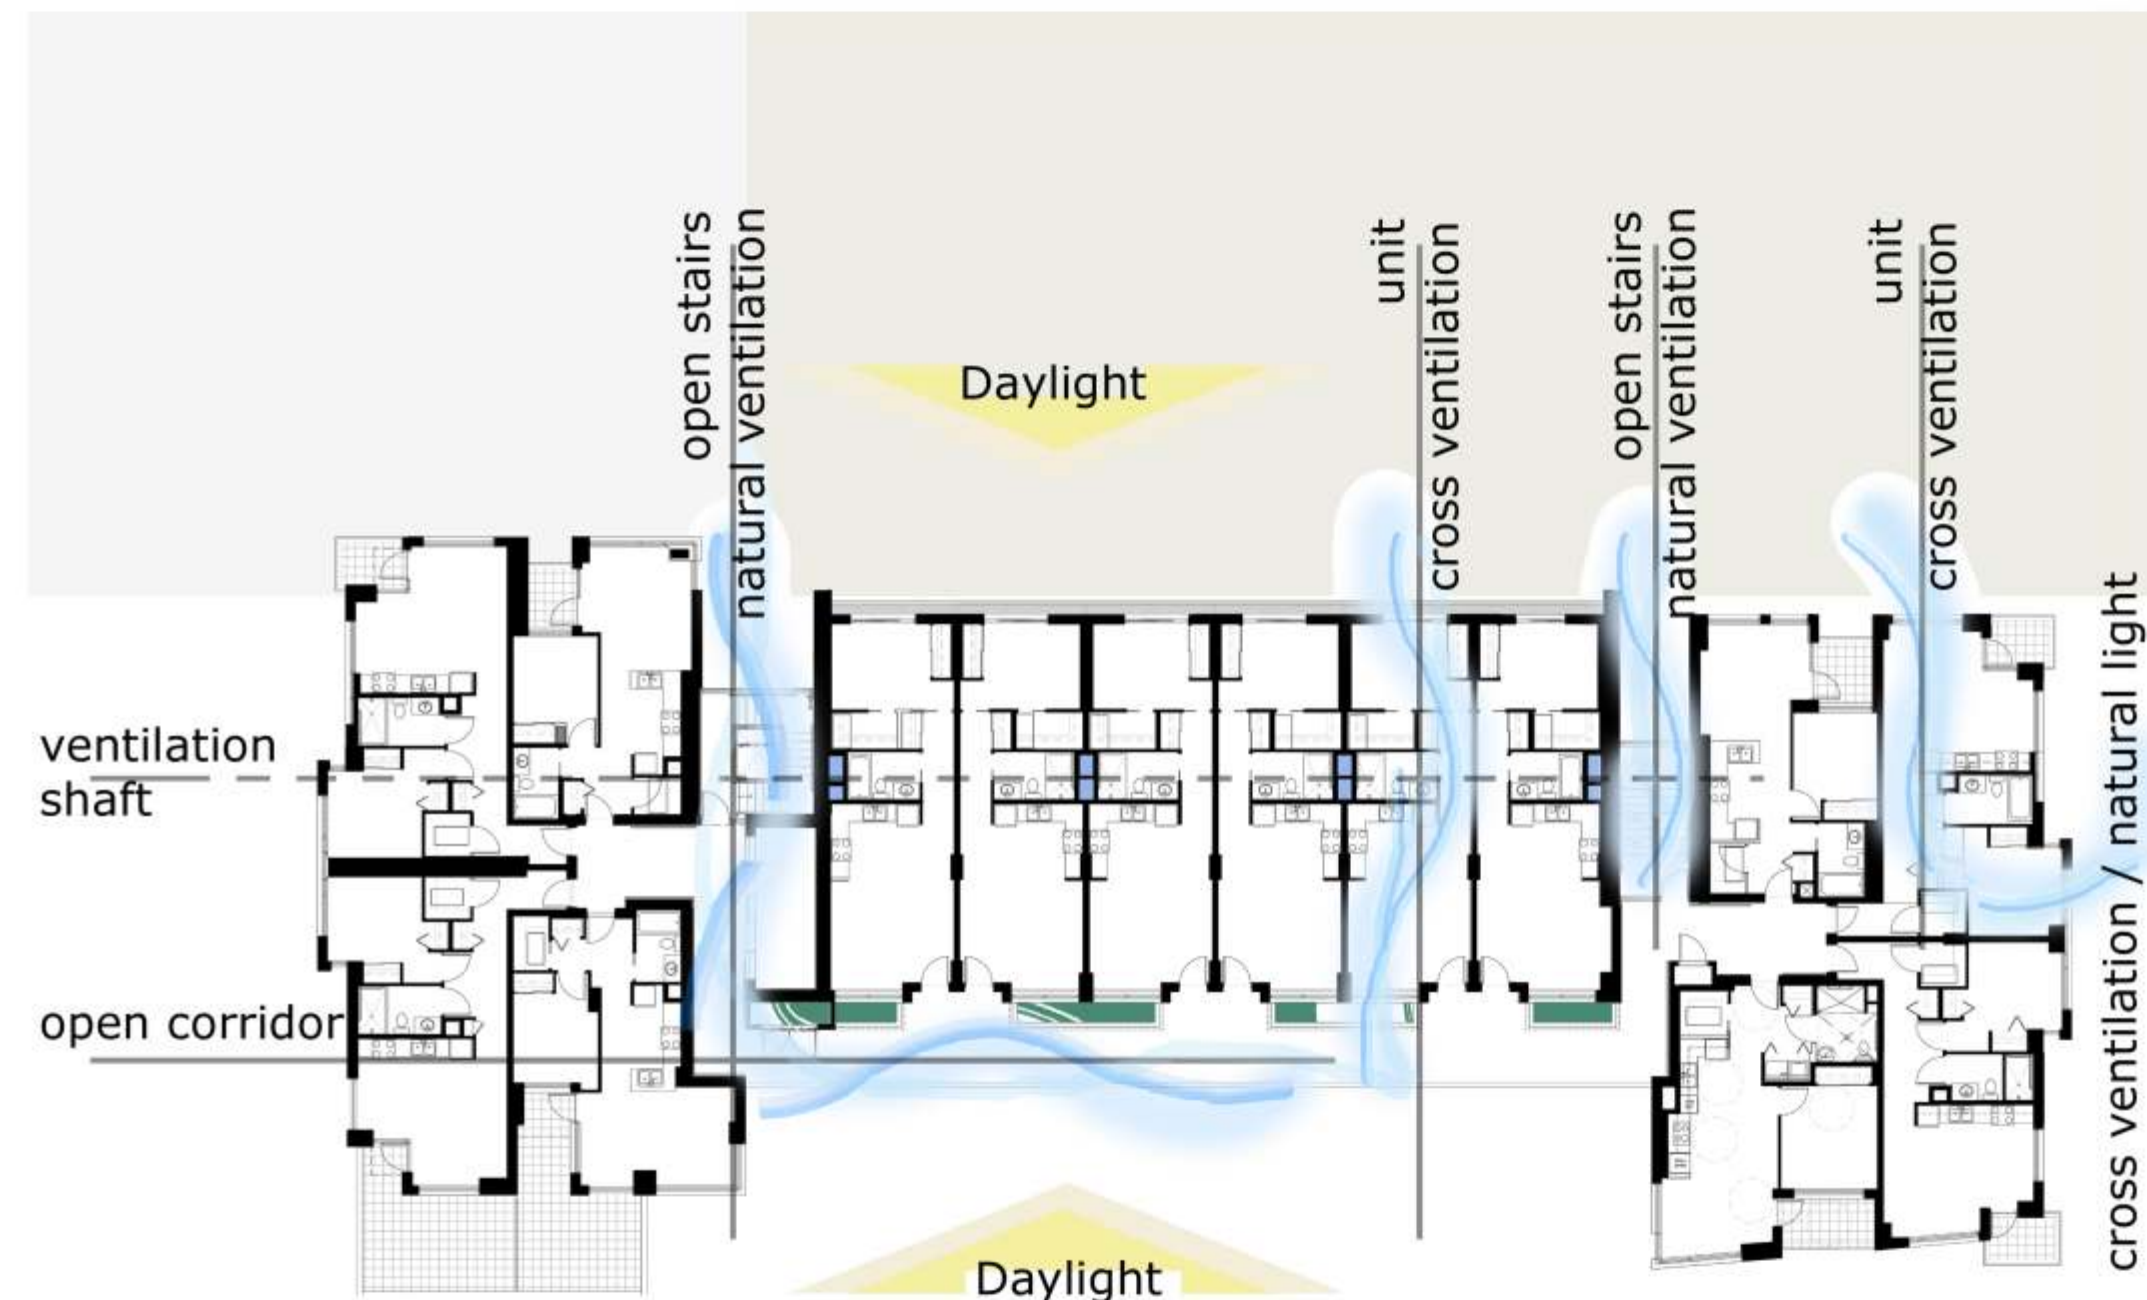 open stairs
natural ventilation
unit
cross ventilation
open stairs
natural ventilation
unit
cross ventilation
Daylight
ventilation
shaft
open corridor
cross ventilation / natural light
Daylight